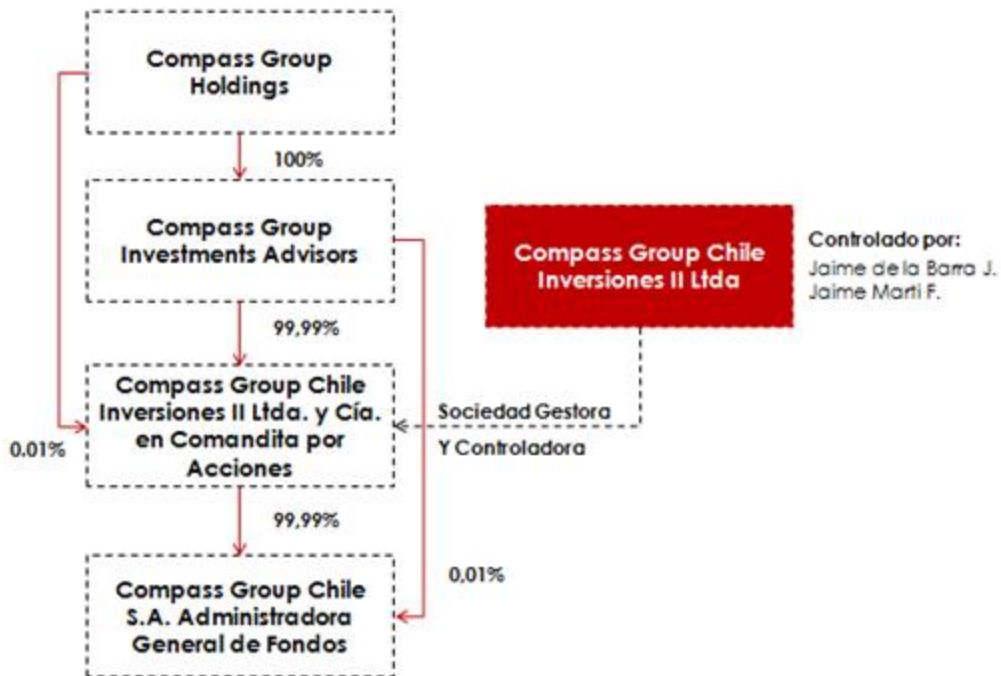 Compass Group
Holdings
100%
Compass Group
Investments Advisors
Compass Group Chile
Inversiones II Ltda
Controlado por:
Jaime de la Barra J.
Jaime Marti F.
99,99%
Compass Group Chile
Inversiones II Ltda. y Cía.
en Comandita por
Acciones
Sociedad Gestora
Y Controladora
0.01%
99,99%
0,01%
Compass Group Chile
S.A. Administradora
General de Fondos